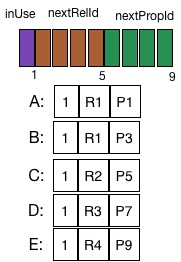 inUse nextRelId nextPropId
1 5 9
A: 1 R1 P1
B: 1 R1 P3
C: 1 R2 P5
D: 1 R3 P7
E: 1 R4 P9